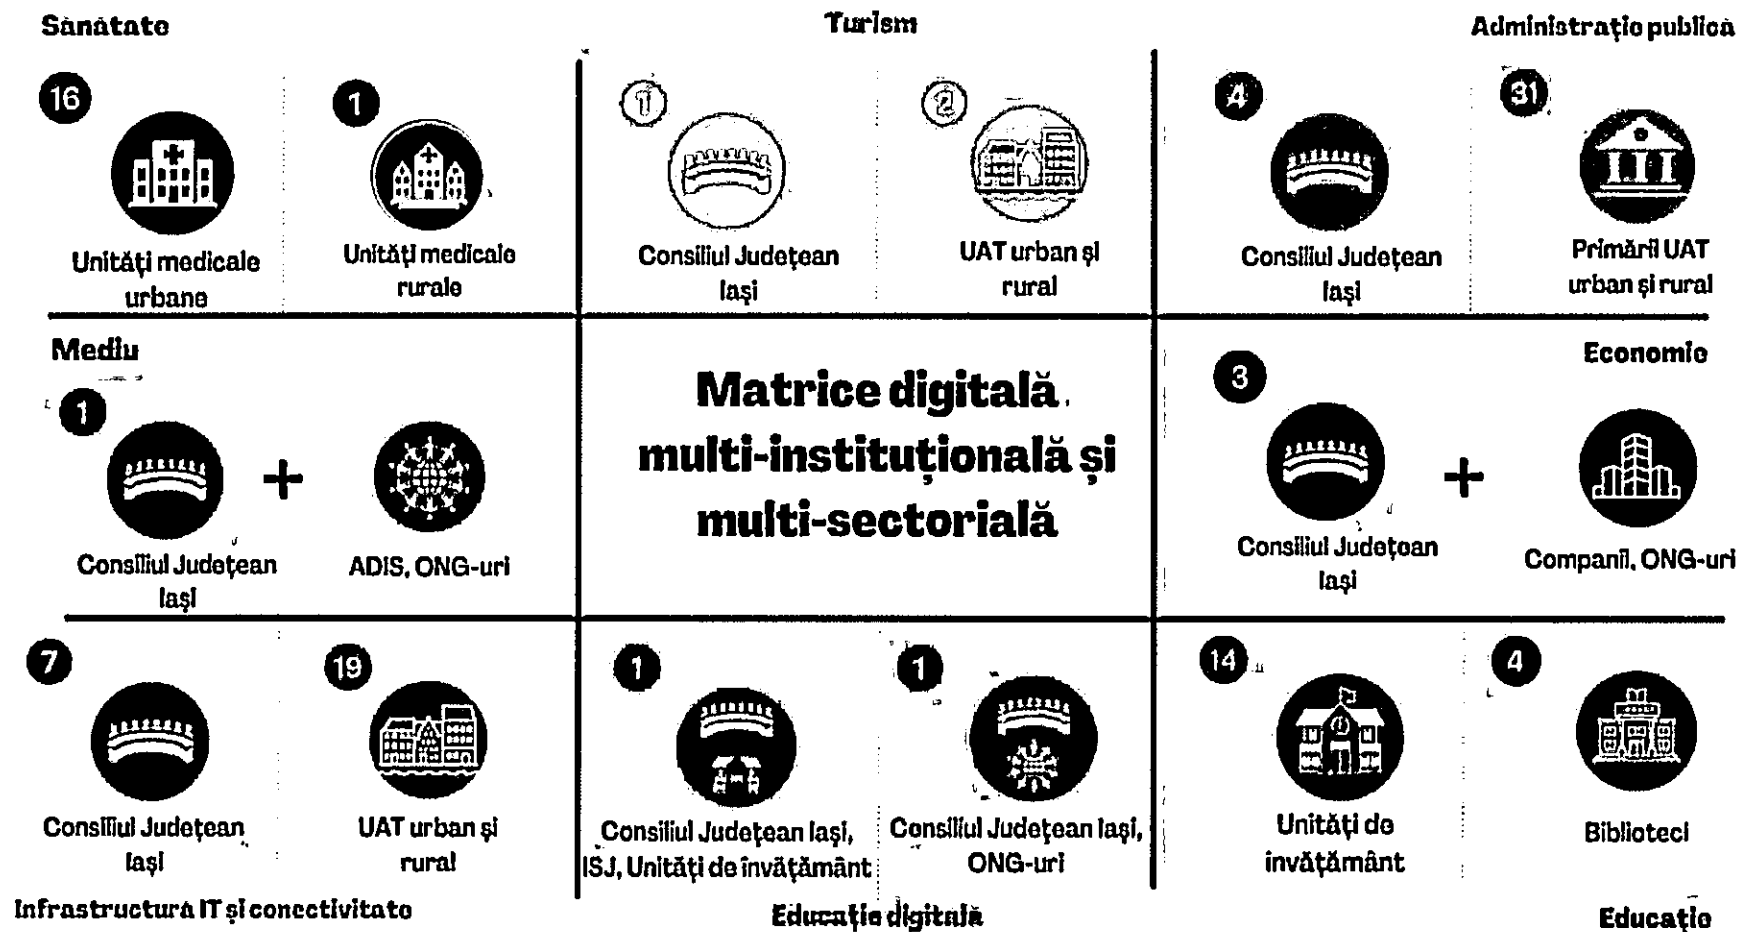 Sănătate
16
Unități medicale
urbane
1
Unități medicale
rurale
Turism
1
Consiliul Județean
Iași
2
UAT urban și
rural
Administrație publică
4
Consiliul Județean
Iași
31
Primării UAT
urban și rural
Mediu
1
Consiliul Județean
Iași
+
ADIS, ONG-uri
Matrice digitală
multi-instituțională și
multi-sectorială
Economie
3
Consiliul Județean
Iași
+
Companii, ONG-uri
7
Consiliul Județean
Iași
19
UAT urban și
rural
Infrastructură IT și conectivitate
1
Consiliul Județean Iași,
ISJ, Unități de învățământ
1
Consiliul Județean Iași,
ONG-uri
Educație digitală
14
Unități de
învățământ
4
Biblioteci
Educație